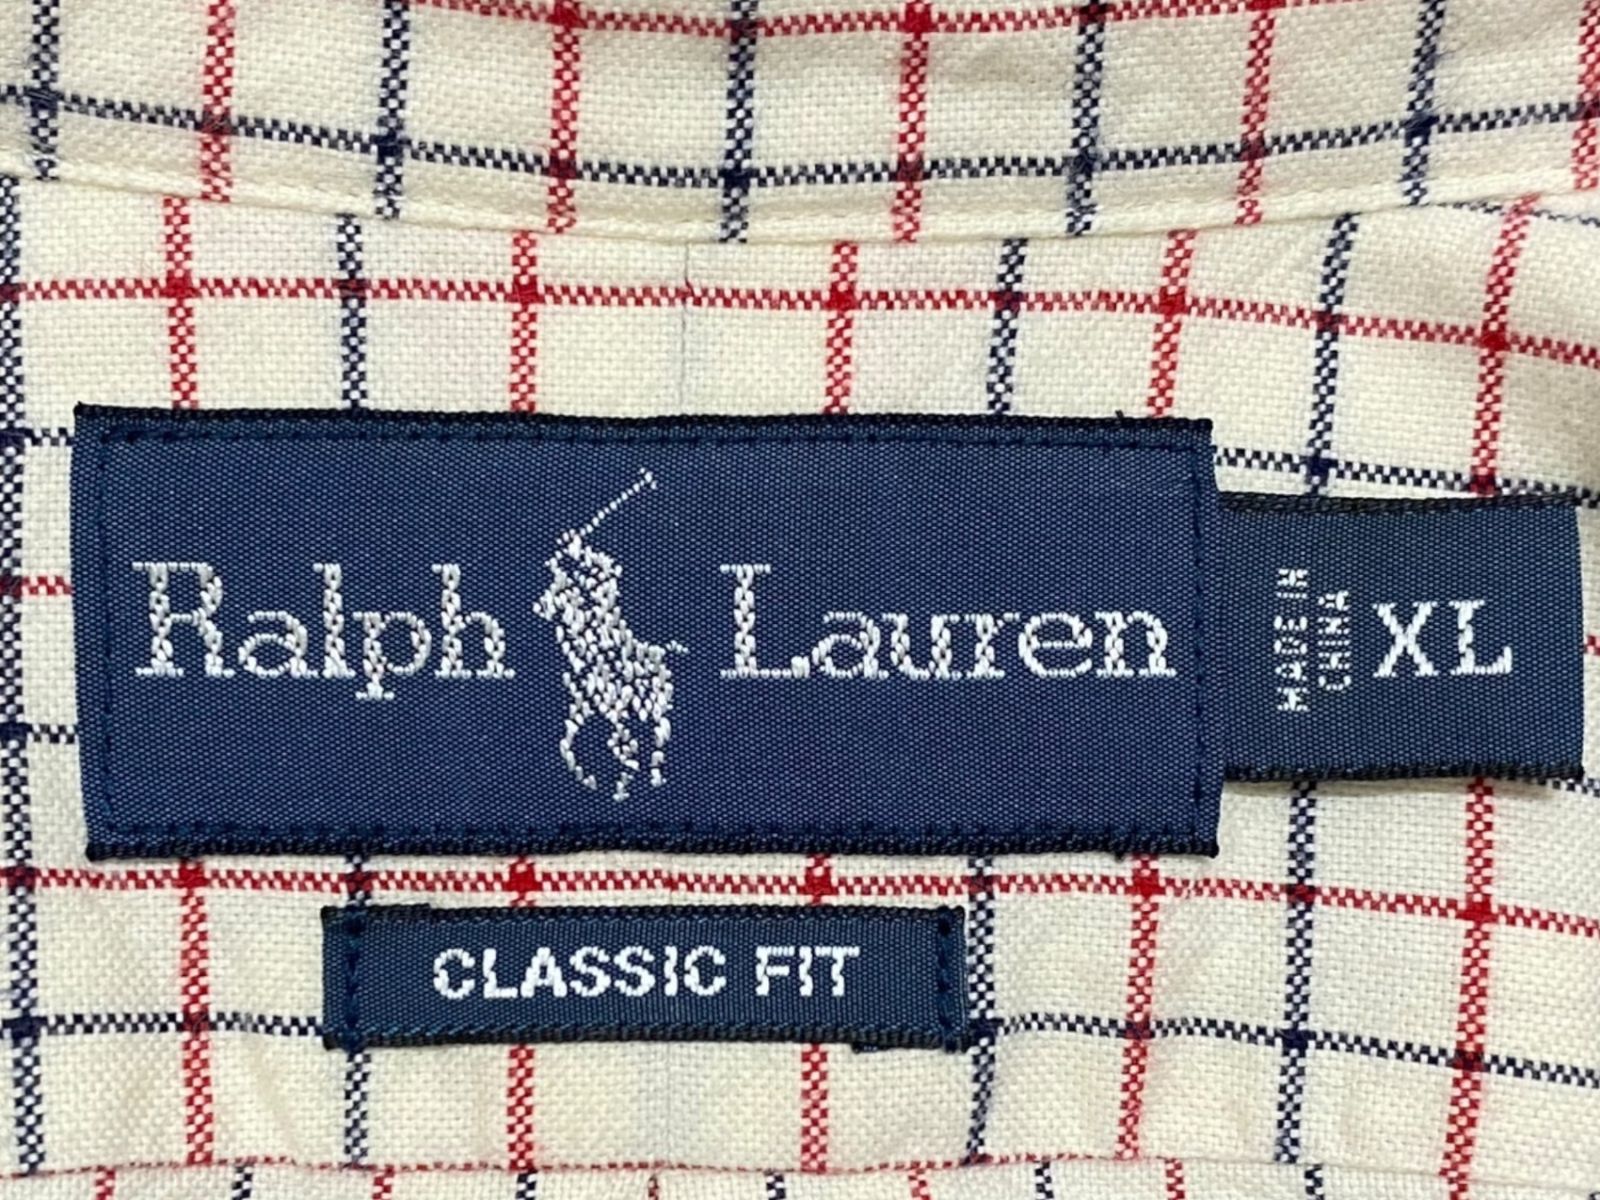 Ralph Lauren
MADE IN
CHINA
XL
CLASSIC FIT